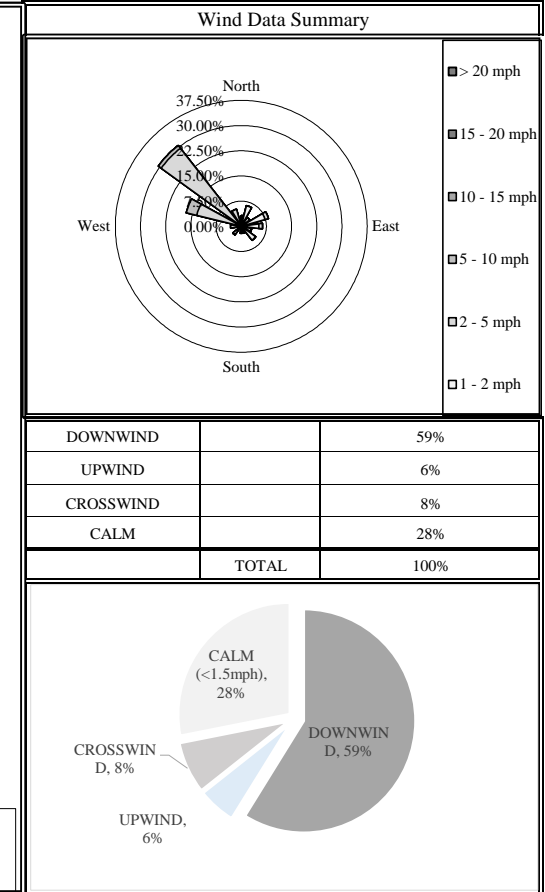 Wind Data Summary
North
37.50%
30.00%
22.50%
15.00%
7.50%
0.00%
West
East
South
> 20 mph
15 - 20 mph
10 - 15 mph
5 - 10 mph
2 - 5 mph
1 - 2 mph
DOWNWIND 59%
UPWIND 6%
CROSSWIND 8%
CALM 28%
TOTAL 100%
CALM
(<1.5mph),
28%
DOWNWIN
D, 59%
CROSSWIN
D, 8%
UPWIND,
6%